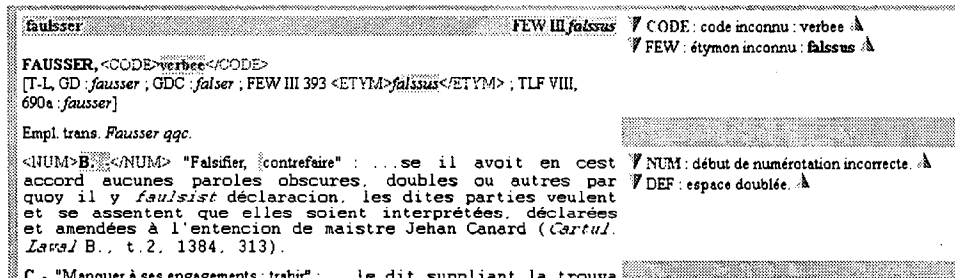 faulsser FEW III falssus
▼ CODE : code inconnu : verbee
▼ FEW : étymon inconnu : falssus
FAUSSER, <CODE>verbee</CODE>
[T-L, GD : fausser ; GDC : falser ; FEW III 393 <ETYM>falssus</ETYM> ; TLF VIII,
690a : fausser]
Empl. trans. Fausser qqc.
<NUM>B. </NUM> "Falsifier,  contrefaire" : ...se il avoit en cest
accord aucunes paroles obscures, doubles ou autres par
quoy il y faulsist déclaracion, les dites parties veulent
et se assentent que elles soient interprétées, déclarées
et amendées à l'entencion de maistre Jehan Canard (Cartul.
Laval B., t.2, 1384, 313).
▼ NUM : début de numérotation incorrecte.
▼ DEF : espace doublée.
C - "Manquer à ses engagements ; trahir" : ... le dit suppliant la trouva